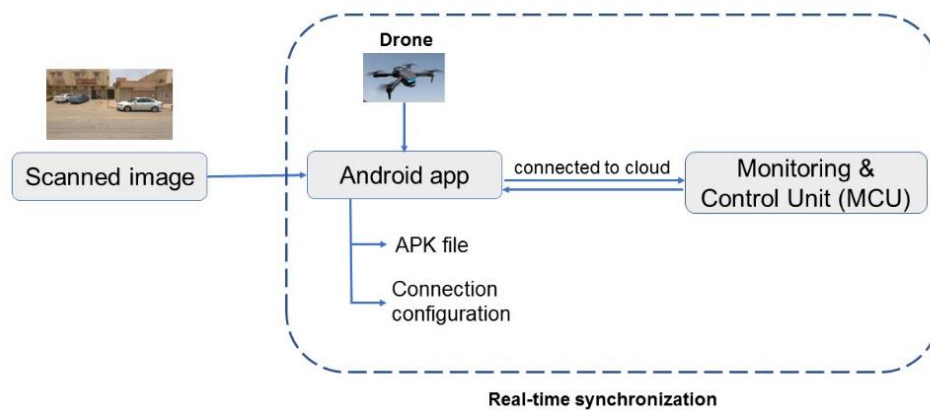 Drone
Scanned image
Android app
connected to cloud
Monitoring &
Control Unit (MCU)
APK file
Connection
configuration
Real-time synchronization